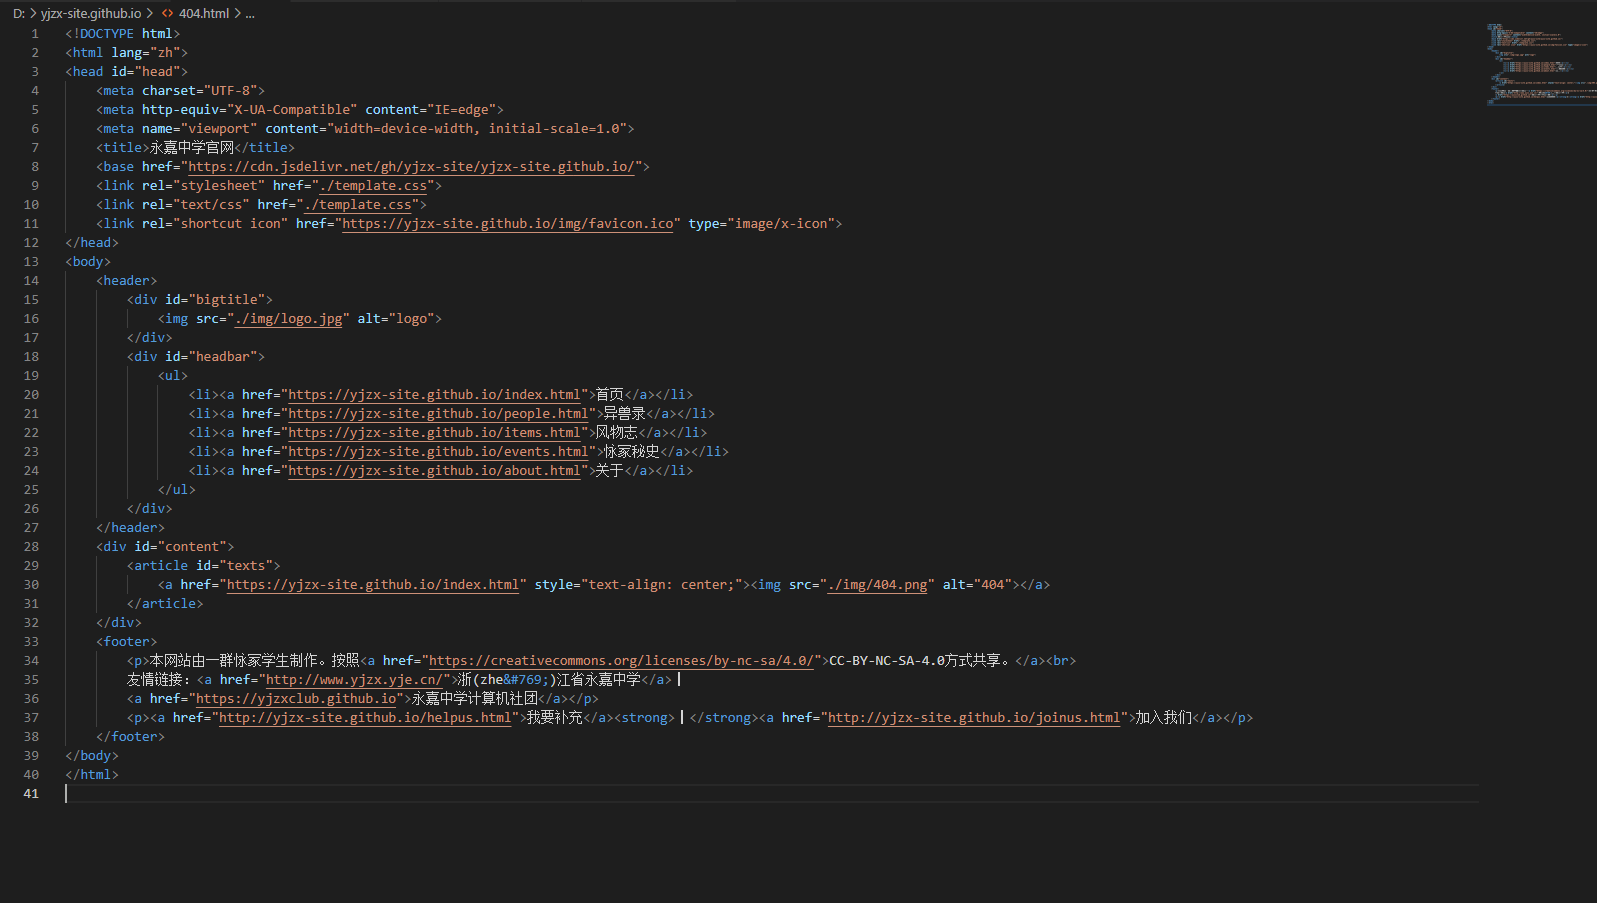 D: > yjzx-site.github.io > <> 404.html > ...
1 <!DOCTYPE html>
2 <html lang="zh">
3 <head id="head">
4 <meta charset="UTF-8">
5 <meta http-equiv="X-UA-Compatible" content="IE=edge">
6 <meta name="viewport" content="width=device-width, initial-scale=1.0">
7 <title>永嘉中学官网</title>
8 <base href="https://cdn.jsdelivr.net/gh/yjzx-site/yjzx-site.github.io/">
9 <link rel="stylesheet" href="./template.css">
10 <link rel="text/css" href="./template.css">
11 <link rel="shortcut icon" href="https://yjzx-site.github.io/img/favicon.ico" type="image/x-icon">
12 </head>
13 <body>
14 <header>
15 <div id="bigtitle">
16 <img src="./img/logo.jpg" alt="logo">
17 </div>
18 <div id="headbar">
19 <ul>
20 <li><a href="https://yjzx-site.github.io/index.html">首页</a></li>
21 <li><a href="https://yjzx-site.github.io/people.html">异兽录</a></li>
22 <li><a href="https://yjzx-site.github.io/items.html">风物志</a></li>
23 <li><a href="https://yjzx-site.github.io/events.html">怺冢秘史</a></li>
24 <li><a href="https://yjzx-site.github.io/about.html">关于</a></li>
25 </ul>
26 </div>
27 </header>
28 <div id="content">
29 <article id="texts">
30 <a href="https://yjzx-site.github.io/index.html" style="text-align: center;"><img src="./img/404.png" alt="404"></a>
31 </article>
32 </div>
33 <footer>
34 <p>本网站由一群怺冢学生制作。按照<a href="https://creativecommons.org/licenses/by-nc-sa/4.0/">CC-BY-NC-SA-4.0方式共享。</a><br>
35 友情链接：<a href="http://www.yjzx.yje.cn/">浙(zhe&#769;)江省永嘉中学</a>丨
36 <a href="https://yjzxclub.github.io">永嘉中学计算机社团</a></p>
37 <p><a href="http://yjzx-site.github.io/helpus.html">我要补充</a><strong>丨</strong><a href="http://yjzx-site.github.io/joinus.html">加入我们</a></p>
38 </footer>
39 </body>
40 </html>
41